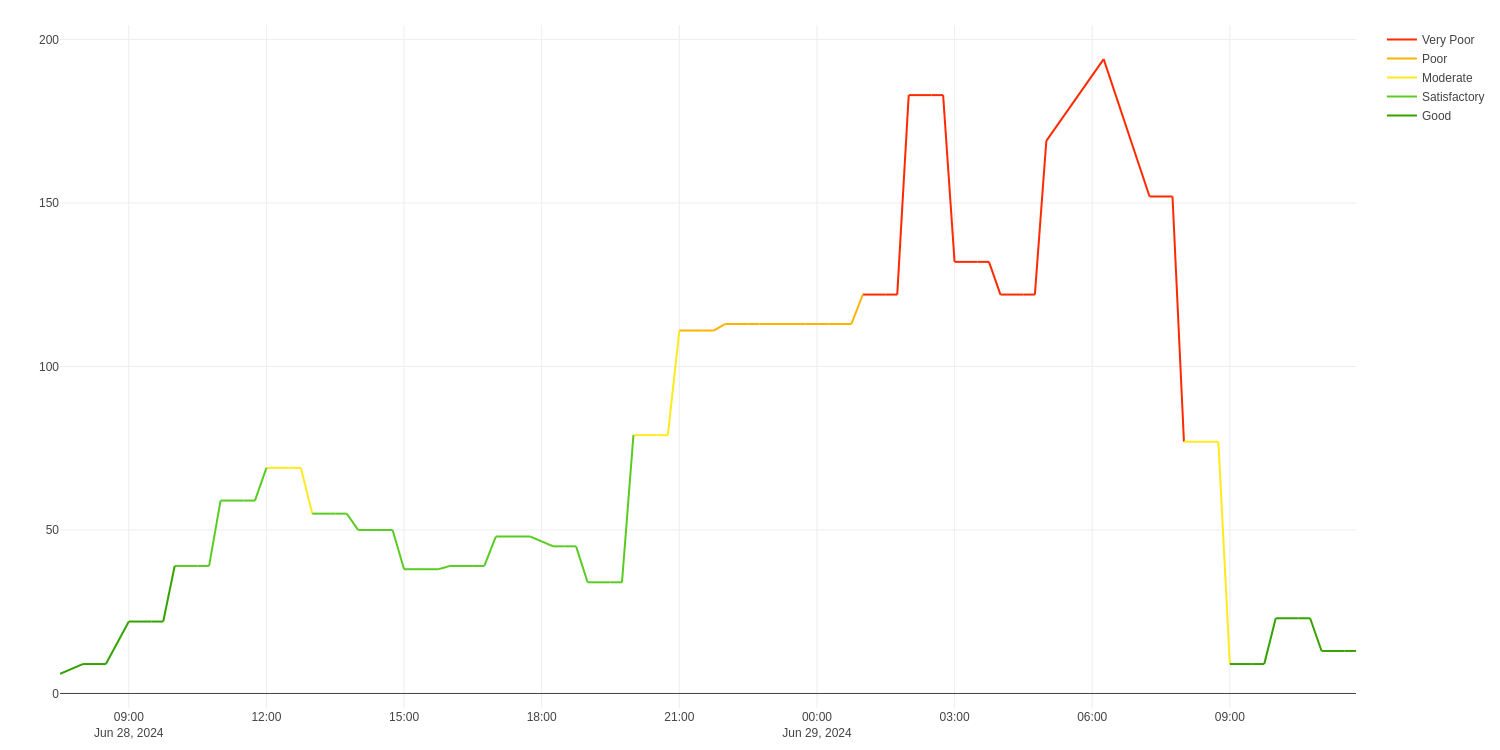 200
150
100
50
0
09:00
Jun 28, 2024
12:00
15:00
18:00
21:00
00:00
Jun 29, 2024
03:00
06:00
09:00
Very Poor
Poor
Moderate
Satisfactory
Good